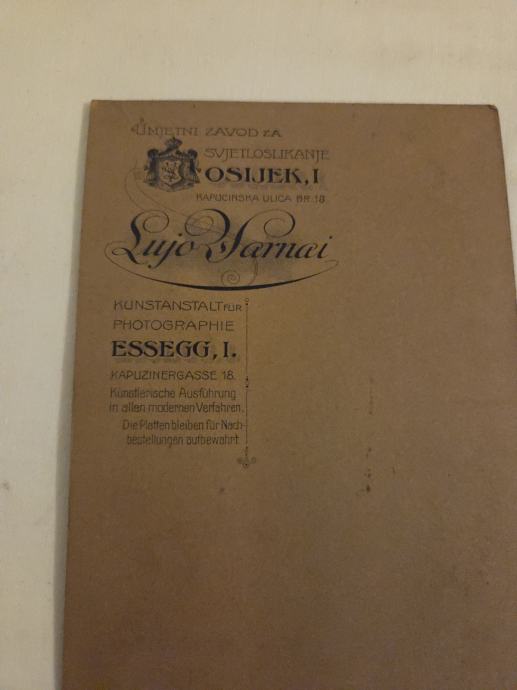 UMJETNI ZAVOD ZA
SVJETLOSLIKANJE
OSIJEK, I
KAPUCINSKA ULICA BR. 18.
Lujo Varnai
KUNSTANSTALT FÜR
PHOTOGRAPHIE
ESSEGG, I.
KAPUZINERGASSE 18.
Künstlerische Ausführung
in allen modernen Verfahren.
Die Platten bleiben für Nach-
bestellungen aufbewahrt.